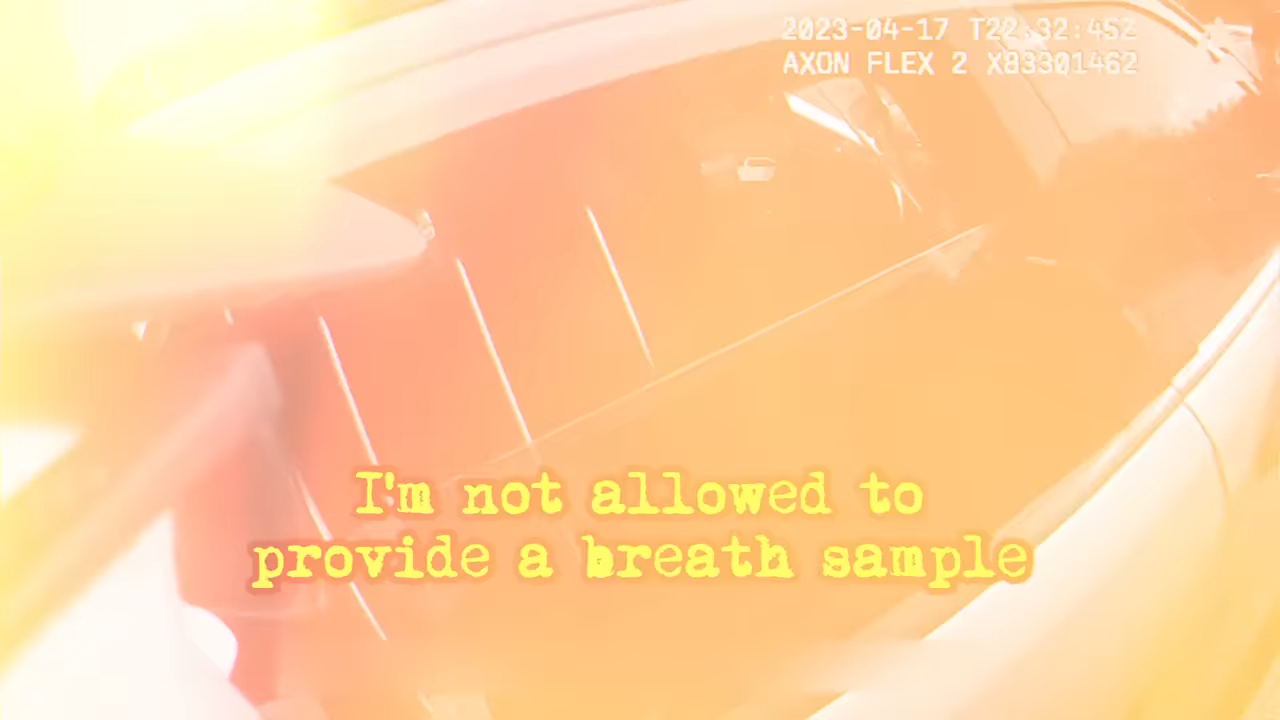 2023-04-17 T22:32:45Z
AXON FLEX 2 X83301462
I'm not allowed to
provide a breath sample